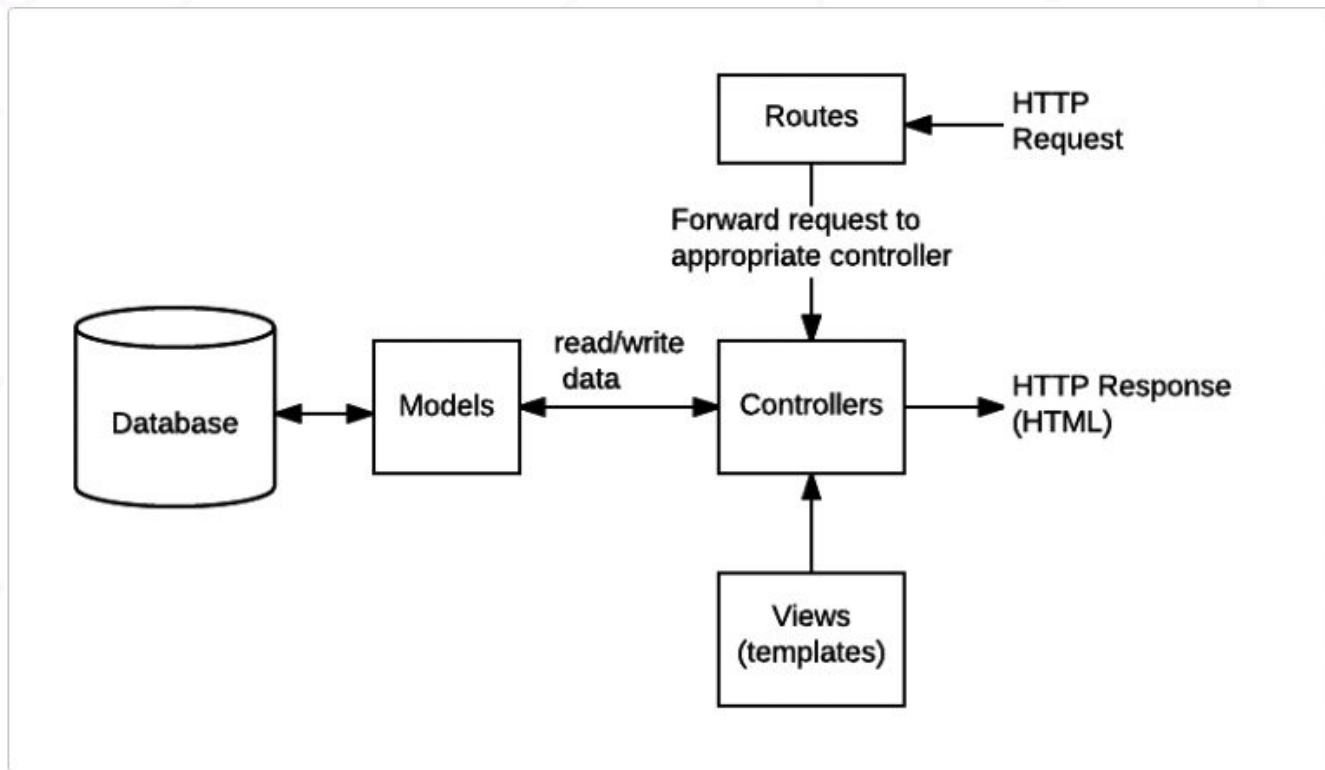 Routes
HTTP
Request
Forward request to
appropriate controller
read/write
data
Database
Models
Controllers
HTTP Response
(HTML)
Views
(templates)